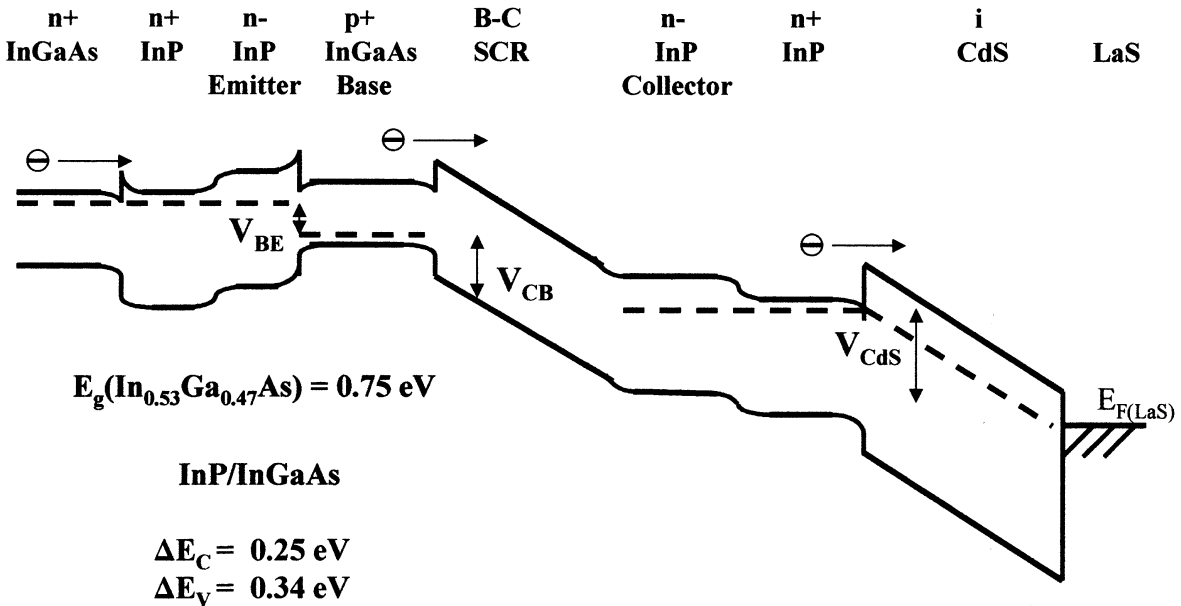 n+ n+ n- p+ B-C n- n+ i
InGaAs InP InP InGaAs SCR InP InP CdS LaS
Emitter Base Collector
V_BE
V_CB
V_CdS
E_g(In_0.53Ga_0.47As) = 0.75 eV
E_F(LaS)
InP/InGaAs
ΔE_C = 0.25 eV
ΔE_V = 0.34 eV